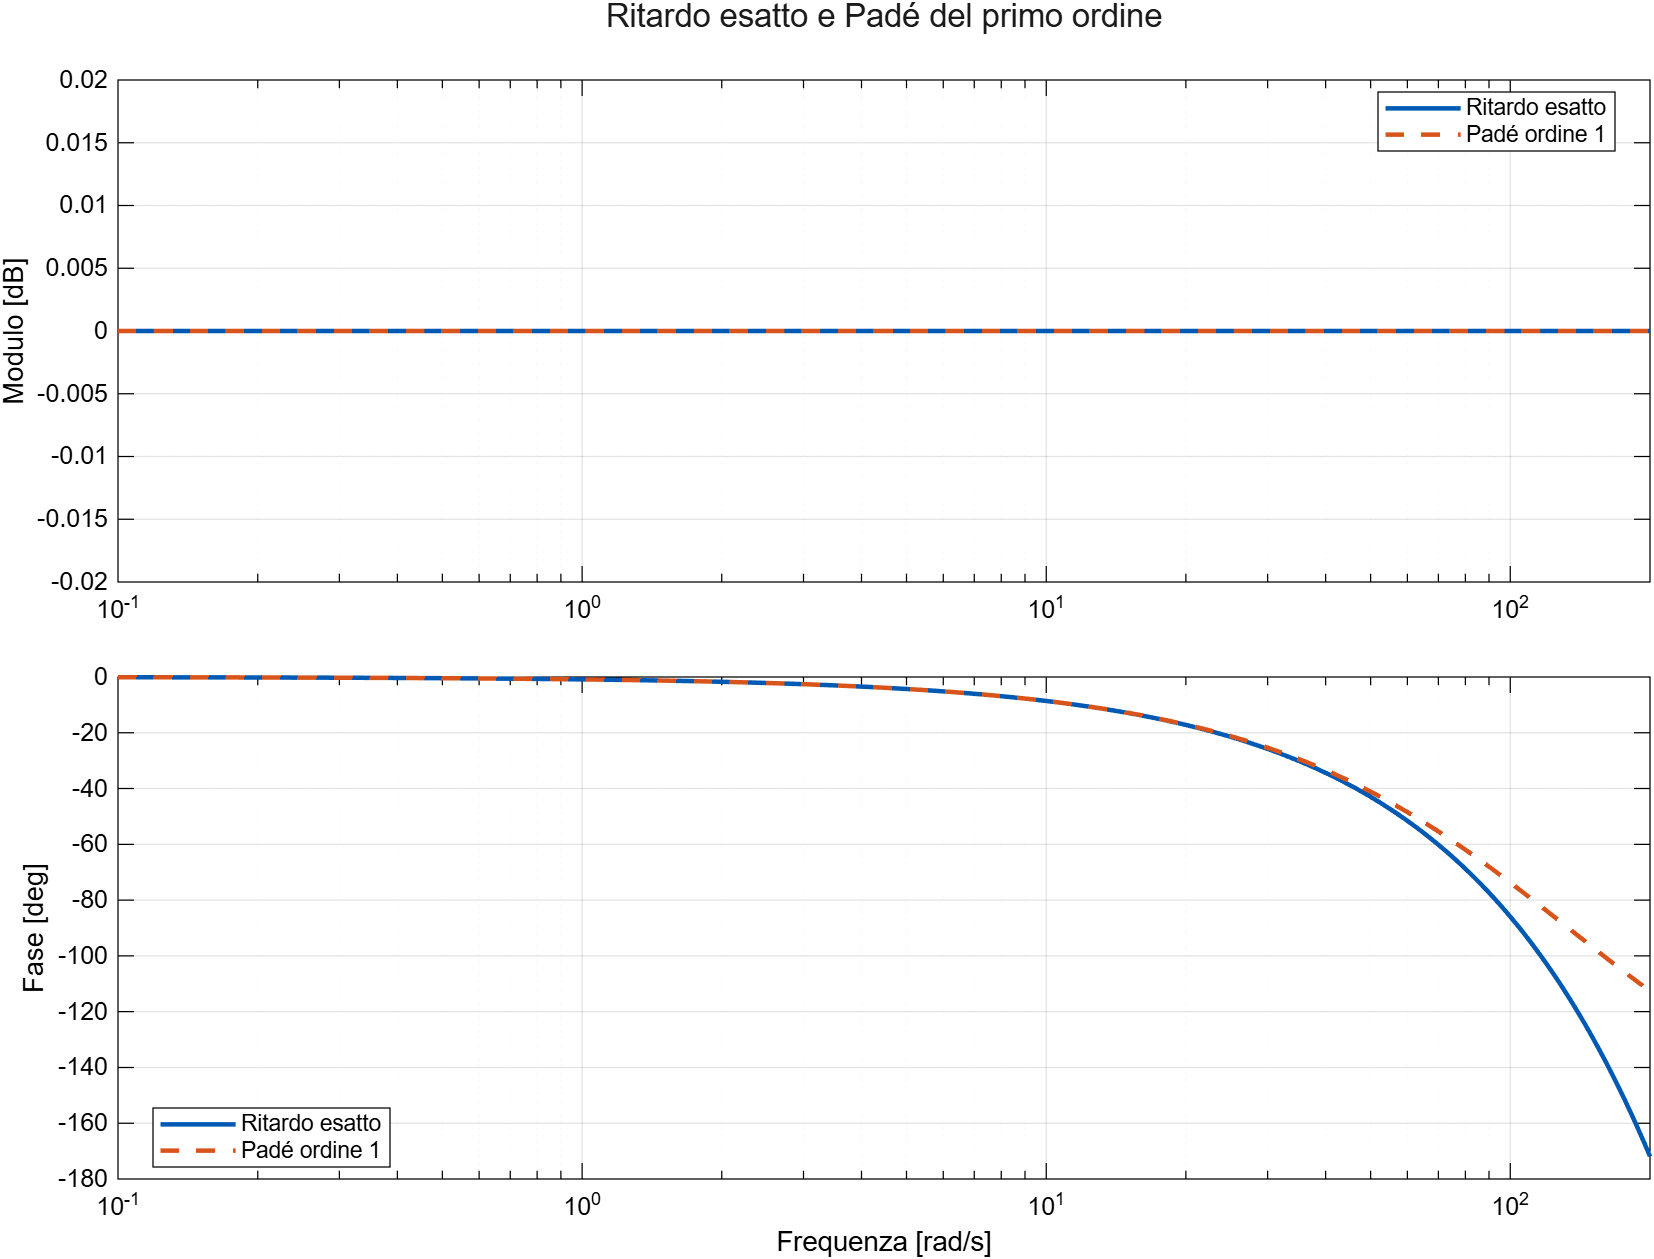 Ritardo esatto e Padé del primo ordine
0.02
0.015
0.01
0.005
0
-0.005
-0.01
-0.015
-0.02
Modulo [dB]
Ritardo esatto
Padé ordine 1
10-1 100 101 102
0
-20
-40
-60
-80
-100
-120
-140
-160
-180
Fase [deg]
Ritardo esatto
Padé ordine 1
10-1 100 101 102
Frequenza [rad/s]